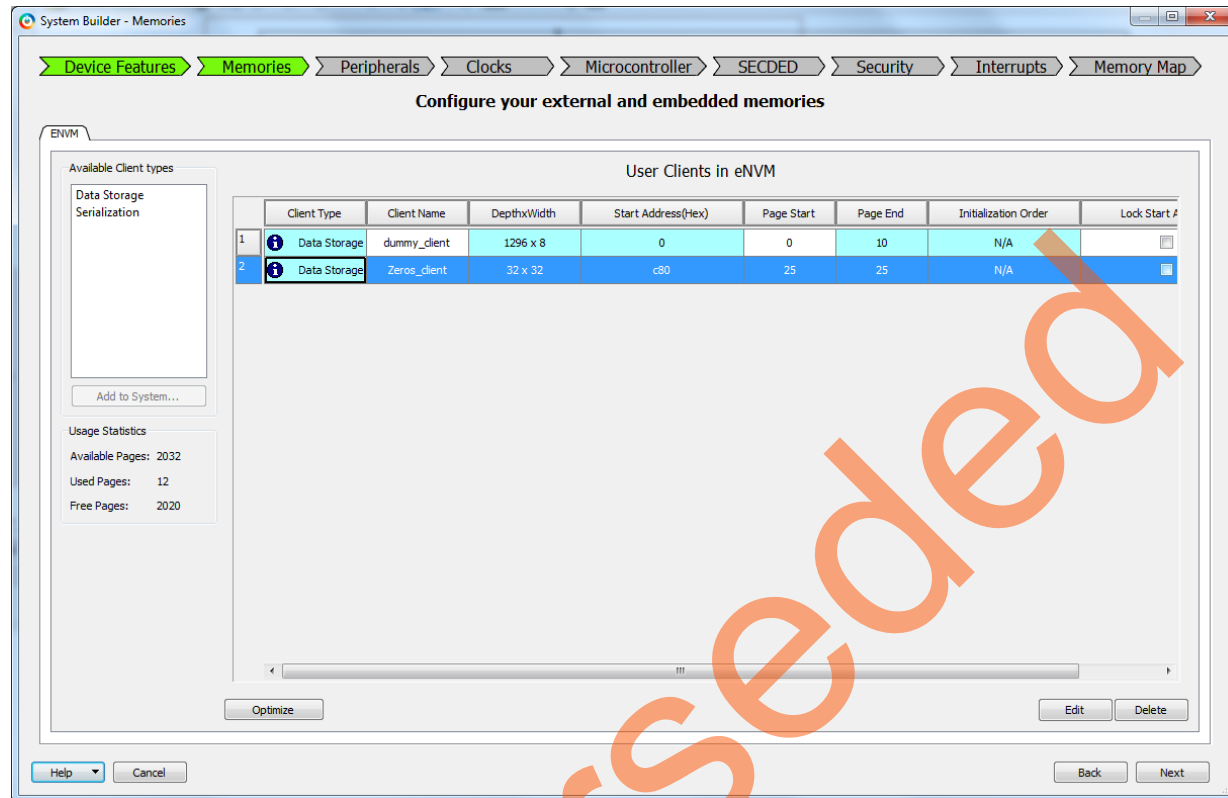 System Builder - Memories
Device Features Memories Peripherals Clocks Microcontroller SECDED Security Interrupts Memory Map
Configure your external and embedded memories
ENVM
Available Client types
Data Storage
Serialization
Add to System...
Usage Statistics
Available Pages: 2032
Used Pages: 12
Free Pages: 2020
User Clients in eNVM
Client Type Client Name DepthxWidth Start Address(Hex) Page Start Page End Initialization Order Lock Start A
1 Data Storage dummy_client 1296 x 8 0 0 10 N/A
2 Data Storage Zeros_client 32 x 32 c80 25 25 N/A
Optimize Edit Delete
Help Cancel Back Next
seded